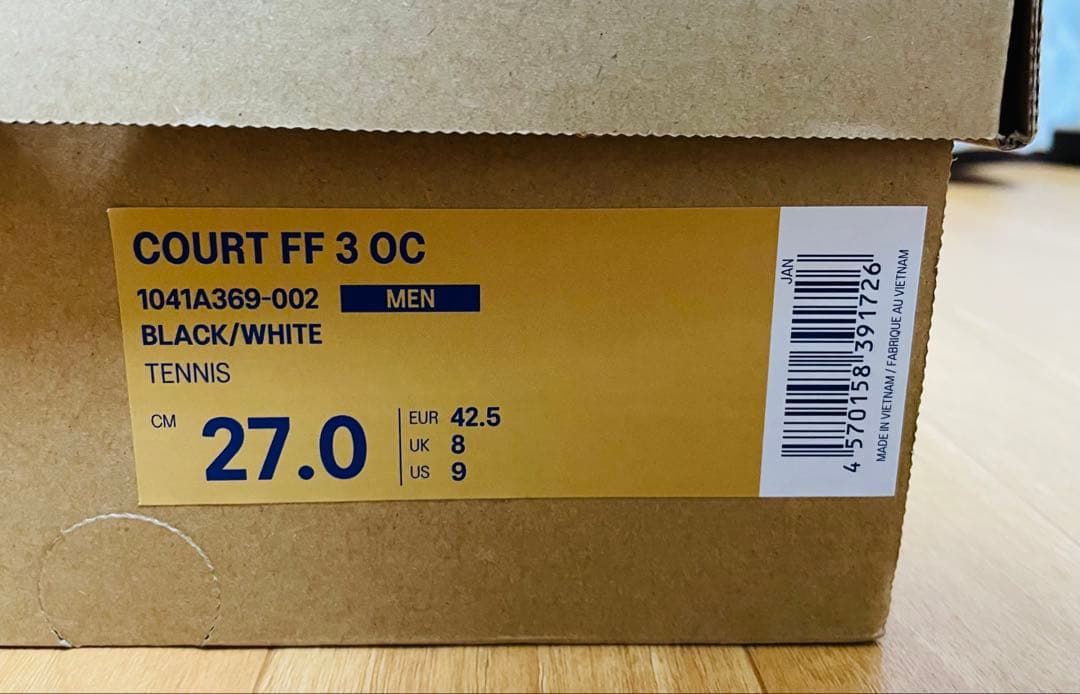 COURT FF 3 OC
1041A369-002 MEN
BLACK/WHITE
TENNIS
CM 27.0
EUR 42.5
UK 8
US 9
JAN
4 570158 391726
MADE IN VIETNAM / FABRIQUE AU VIETNAM